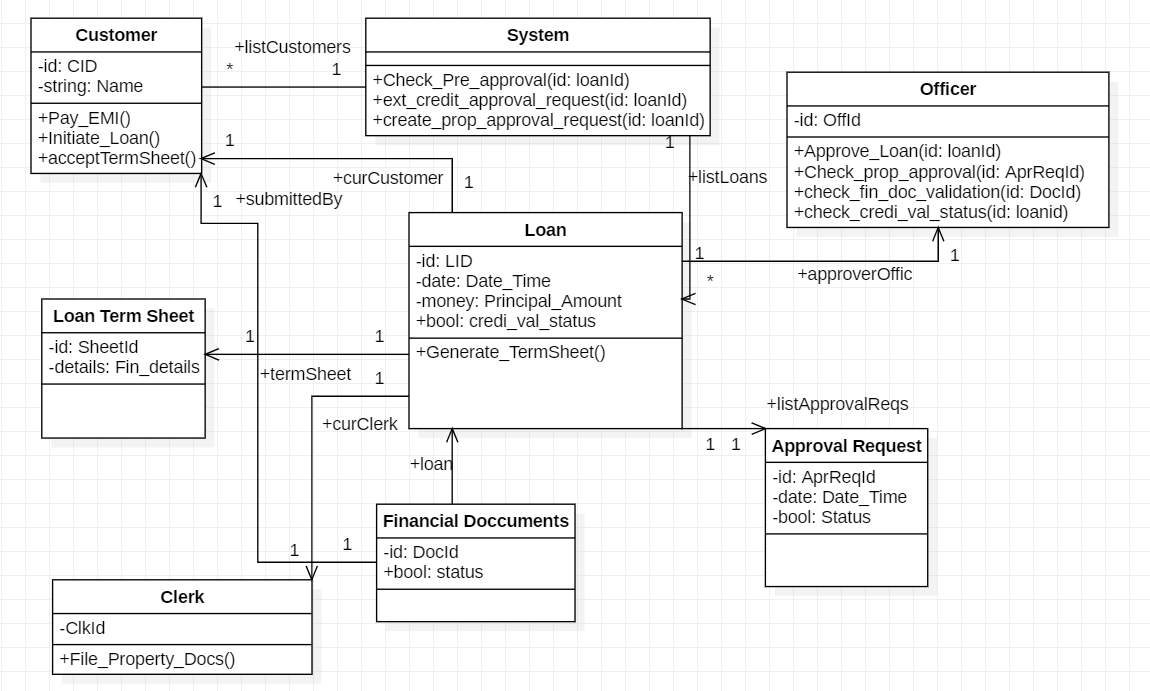 Customer
-id: CID
-string: Name
+Pay_EMI()
+Initiate_Loan()
+acceptTermSheet()
+listCustomers
*
1
System
+Check_Pre_approval(id: loanId)
+ext_credit_approval_request(id: loanId)
+create_prop_approval_request(id: loanId)
Officer
-id: OffId
+Approve_Loan(id: loanId)
+Check_prop_approval(id: AprReqId)
+check_fin_doc_validation(id: DocId)
+check_credi_val_status(id: loanid)
1
+curCustomer
1
1
+listLoans
*
1
+submittedBy
Loan
-id: LID
-date: Date_Time
-money: Principal_Amount
+bool: credi_val_status
+Generate_TermSheet()
1
+approverOffic
1
Loan Term Sheet
-id: SheetId
-details: Fin_details
1
1
+termSheet
1
+curClerk
+listApprovalReqs
1
1
Approval Request
-id: AprReqId
-date: Date_Time
-bool: Status
+loan
Financial Doccuments
-id: DocId
+bool: status
1
1
Clerk
-ClkId
+File_Property_Docs()